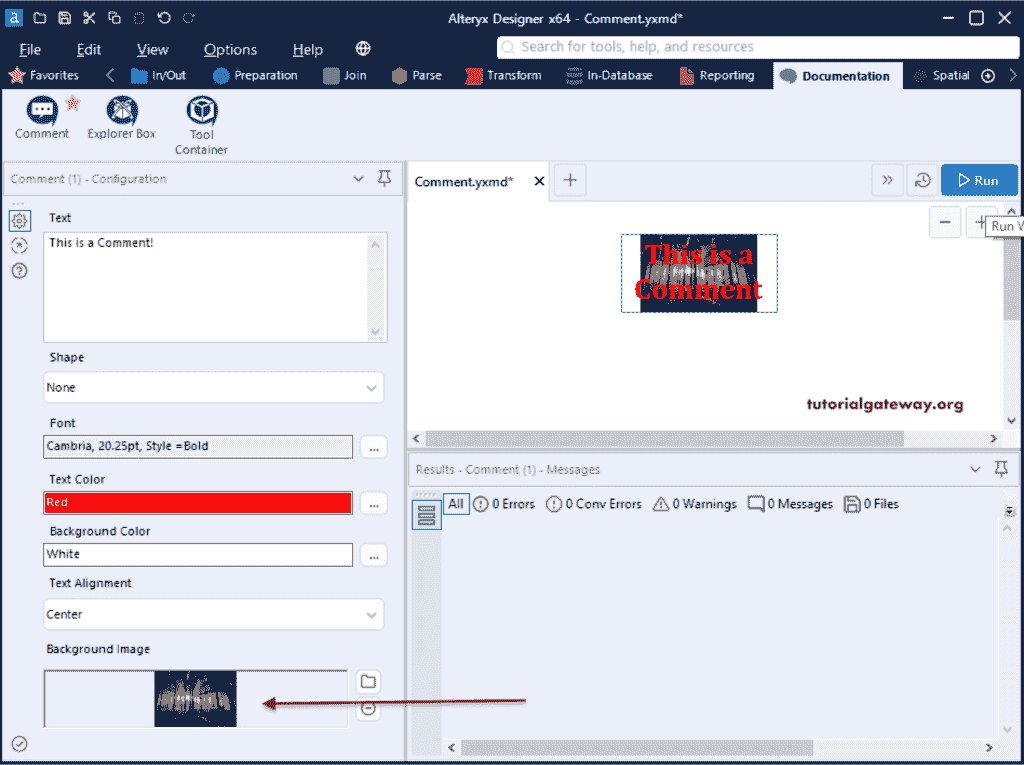 a
Alteryx Designer x64 - Comment.yxmd*
File Edit View Options Help
Search for tools, help, and resources
Favorites In/Out Preparation Join Parse Transform In-Database Reporting Documentation Spatial
Comment Explorer Box Tool Container
Comment (1) - Configuration
Text
This is a Comment!
Shape
None
Font
Cambria, 20.25pt, Style =Bold
...
Text Color
Red
...
Background Color
White
...
Text Alignment
Center
Background Image
Comment.yxmd*
Run
Run
This is a
Comment
tutorialgateway.org
Results - Comment (1) - Messages
All 0 Errors 0 Conv Errors 0 Warnings 0 Messages 0 Files